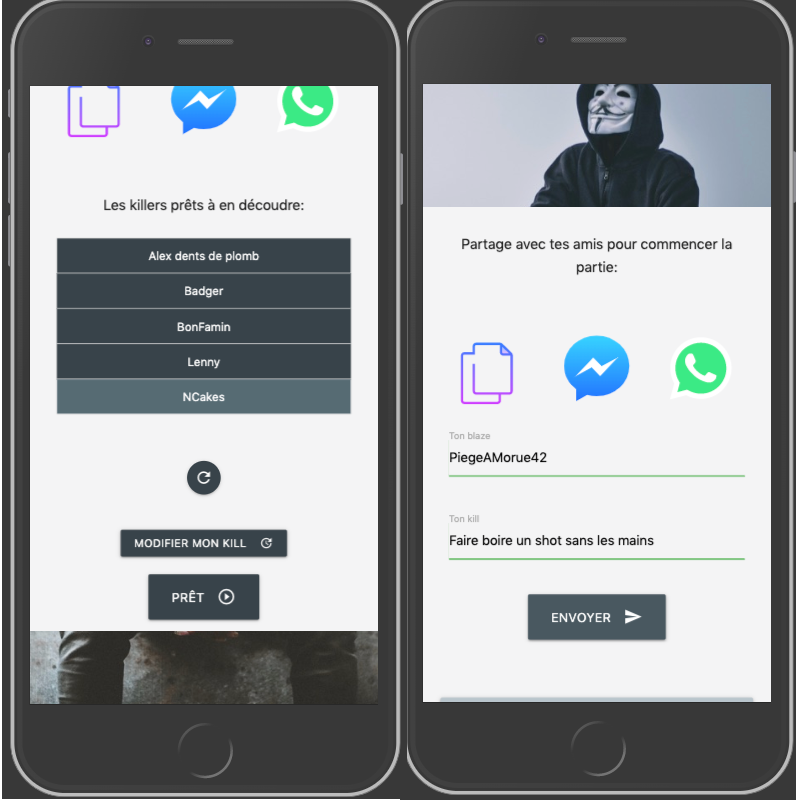 Les killers prêts à en découdre:
Alex dents de plomb
Badger
BonFamin
Lenny
NCakes
MODIFIER MON KILL
PRÊT
Partage avec tes amis pour commencer la
partie:
Ton blaze
PiegeAMorue42
Ton kill
Faire boire un shot sans les mains
ENVOYER